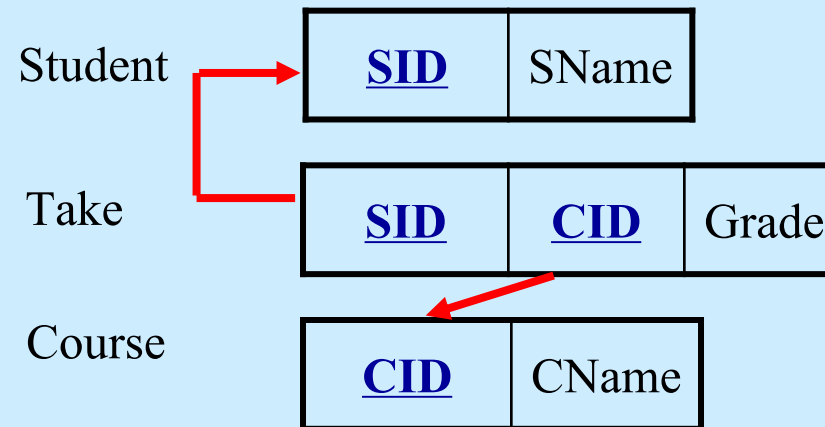 Student SID SName
Take SID CID Grade
Course CID CName